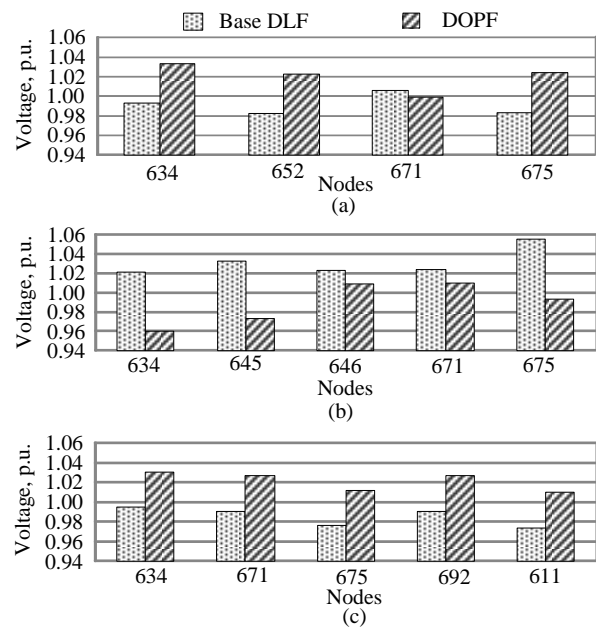 Base DLF DOPF
Voltage, p.u.
1.06
1.04
1.02
1.00
0.98
0.96
0.94
634 652 671 675
Nodes
(a)
Voltage, p.u.
1.06
1.04
1.02
1.00
0.96
0.94
634 645 646 671 675
Nodes
(b)
Voltage, p.u.
1.06
1.04
1.02
1.00
0.98
0.96
0.94
634 671 675 692 611
Nodes
(c)